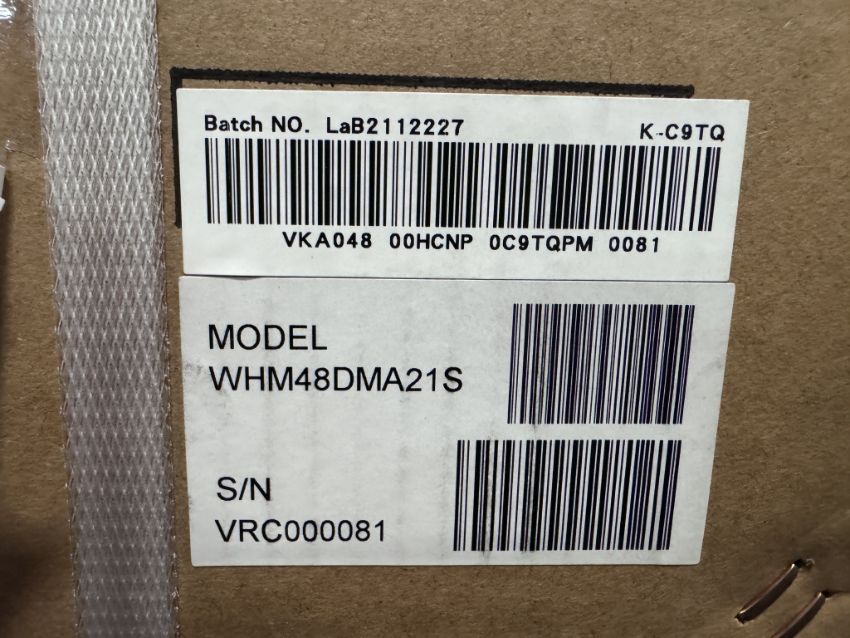 Batch NO. LaB2112227 K-C9TQ
VKA048 00HCNP 0C9TQPM 0081
MODEL
WHM48DMA21S
S/N
VRC000081